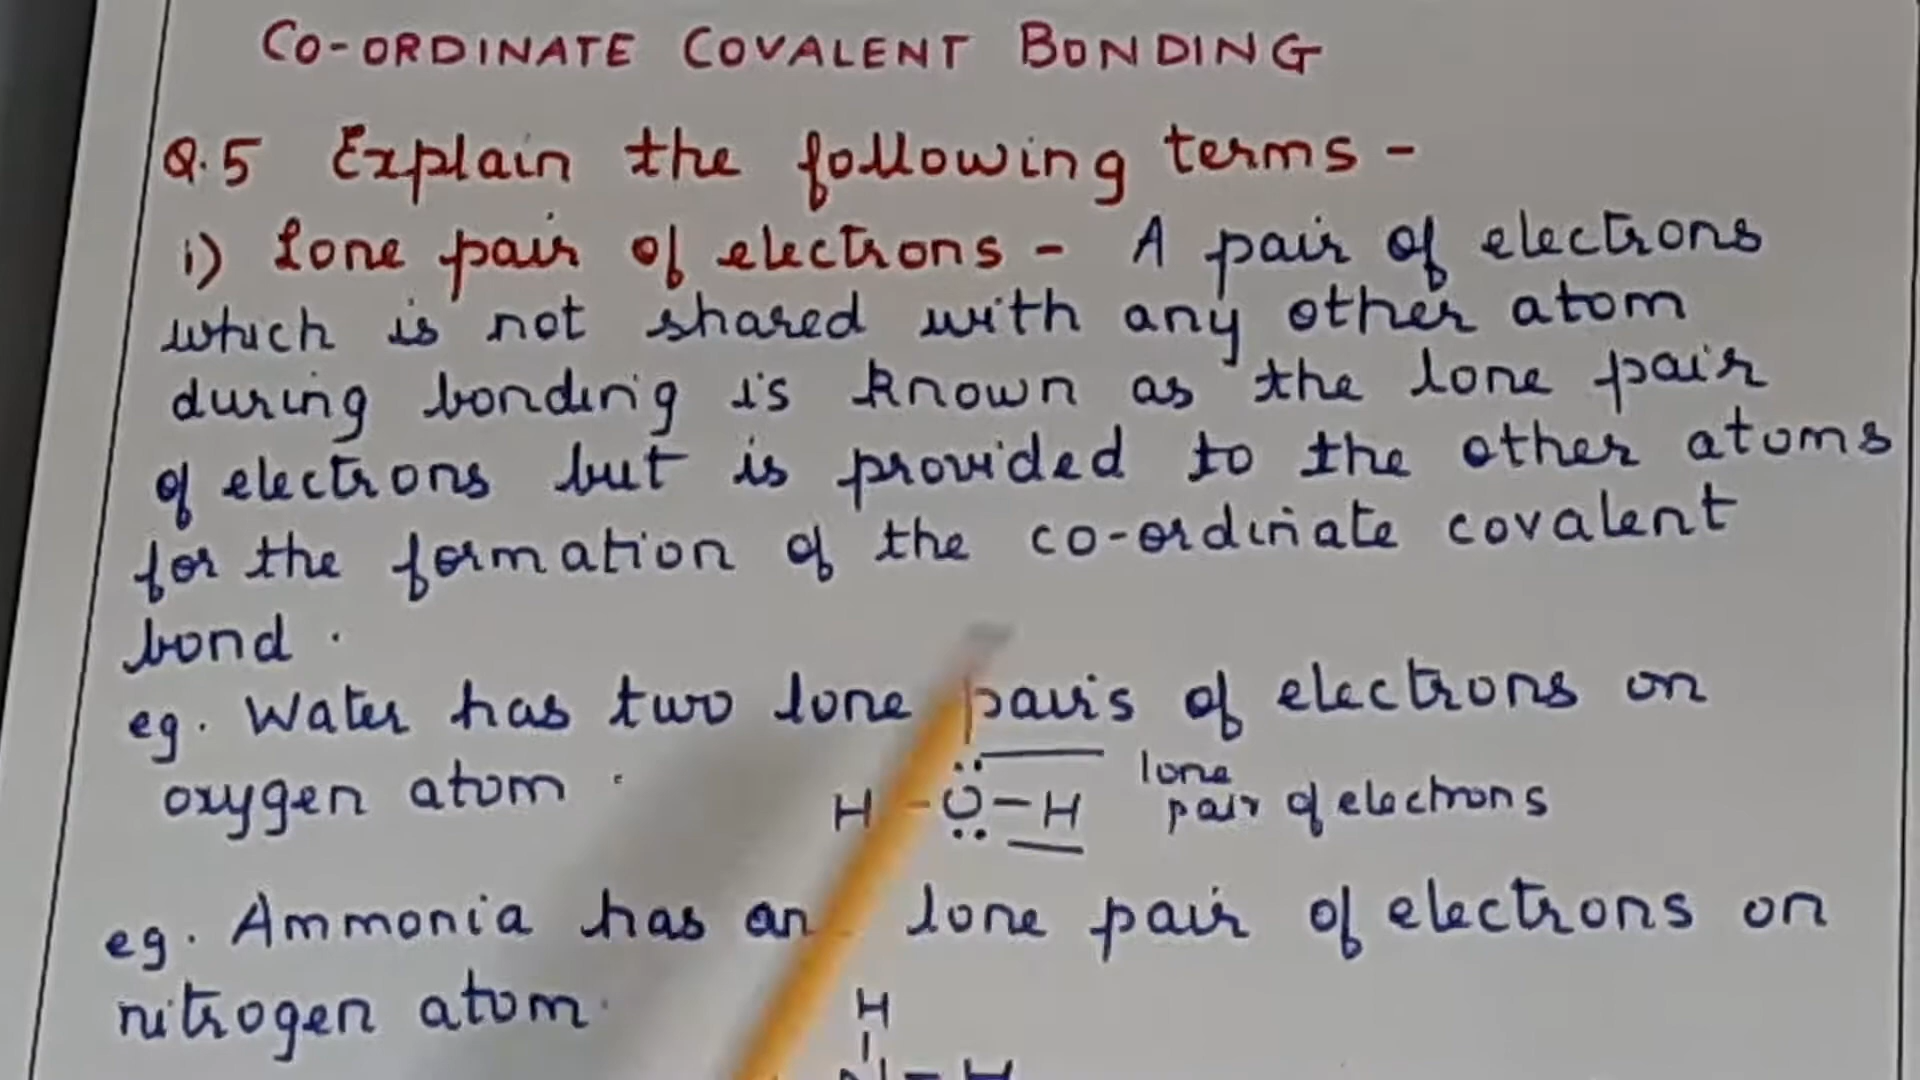 CO-ORDINATE COVALENT BONDING
Q.5 Explain the following terms -
i) Lone pair of electrons - A pair of electrons
which is not shared with any other atom
during bonding is known as the lone pair
of electrons but is provided to the other atoms
for the formation of the co-ordinate covalent
bond.
eg. Water has two lone pairs of electrons on
oxygen atom.
H-O-H lone pair of electrons
eg. Ammonia has lone pair of electrons on
nitrogen atom.
H
N-H